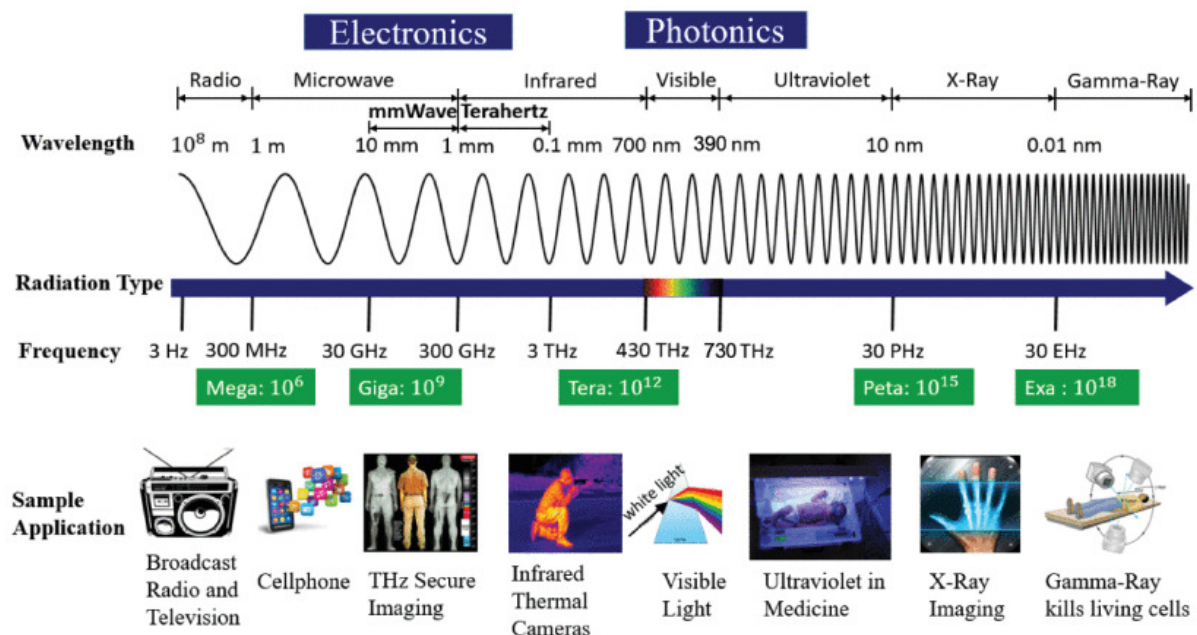 Electronics Photonics
Radio Microwave Infrared Visible Ultraviolet X-Ray Gamma-Ray
mmWave Terahertz
Wavelength 10⁸ m 1 m 10 mm 1 mm 0.1 mm 700 nm 390 nm 10 nm 0.01 nm
Radiation Type
Frequency 3 Hz 300 MHz 30 GHz 300 GHz 3 THz 430 THz 730 THz 30 PHz 30 EHz
Mega: 10⁶ Giga: 10⁹ Tera: 10¹² Peta: 10¹⁵ Exa : 10¹⁸
Sample
Application
white light
Broadcast
Radio and
Television
Cellphone
THz Secure
Imaging
Infrared
Thermal
Cameras
Visible
Light
Ultraviolet in
Medicine
X-Ray
Imaging
Gamma-Ray
kills living cells